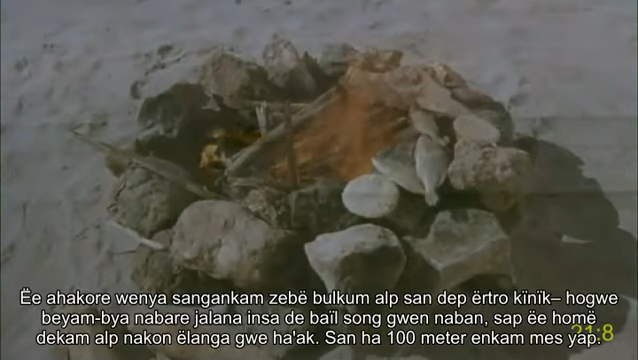 Ëe ahakore wenya sangankam zebë bulkum alp san dep ërtro kïnïk– hogwe
beyam-bya nabare jalana insa de baïl song gwen naban, sap ëe homë
dekam alp nakon ëlanga gwe ha'ak. San ha 100 meter enkam mes yap.
21:8